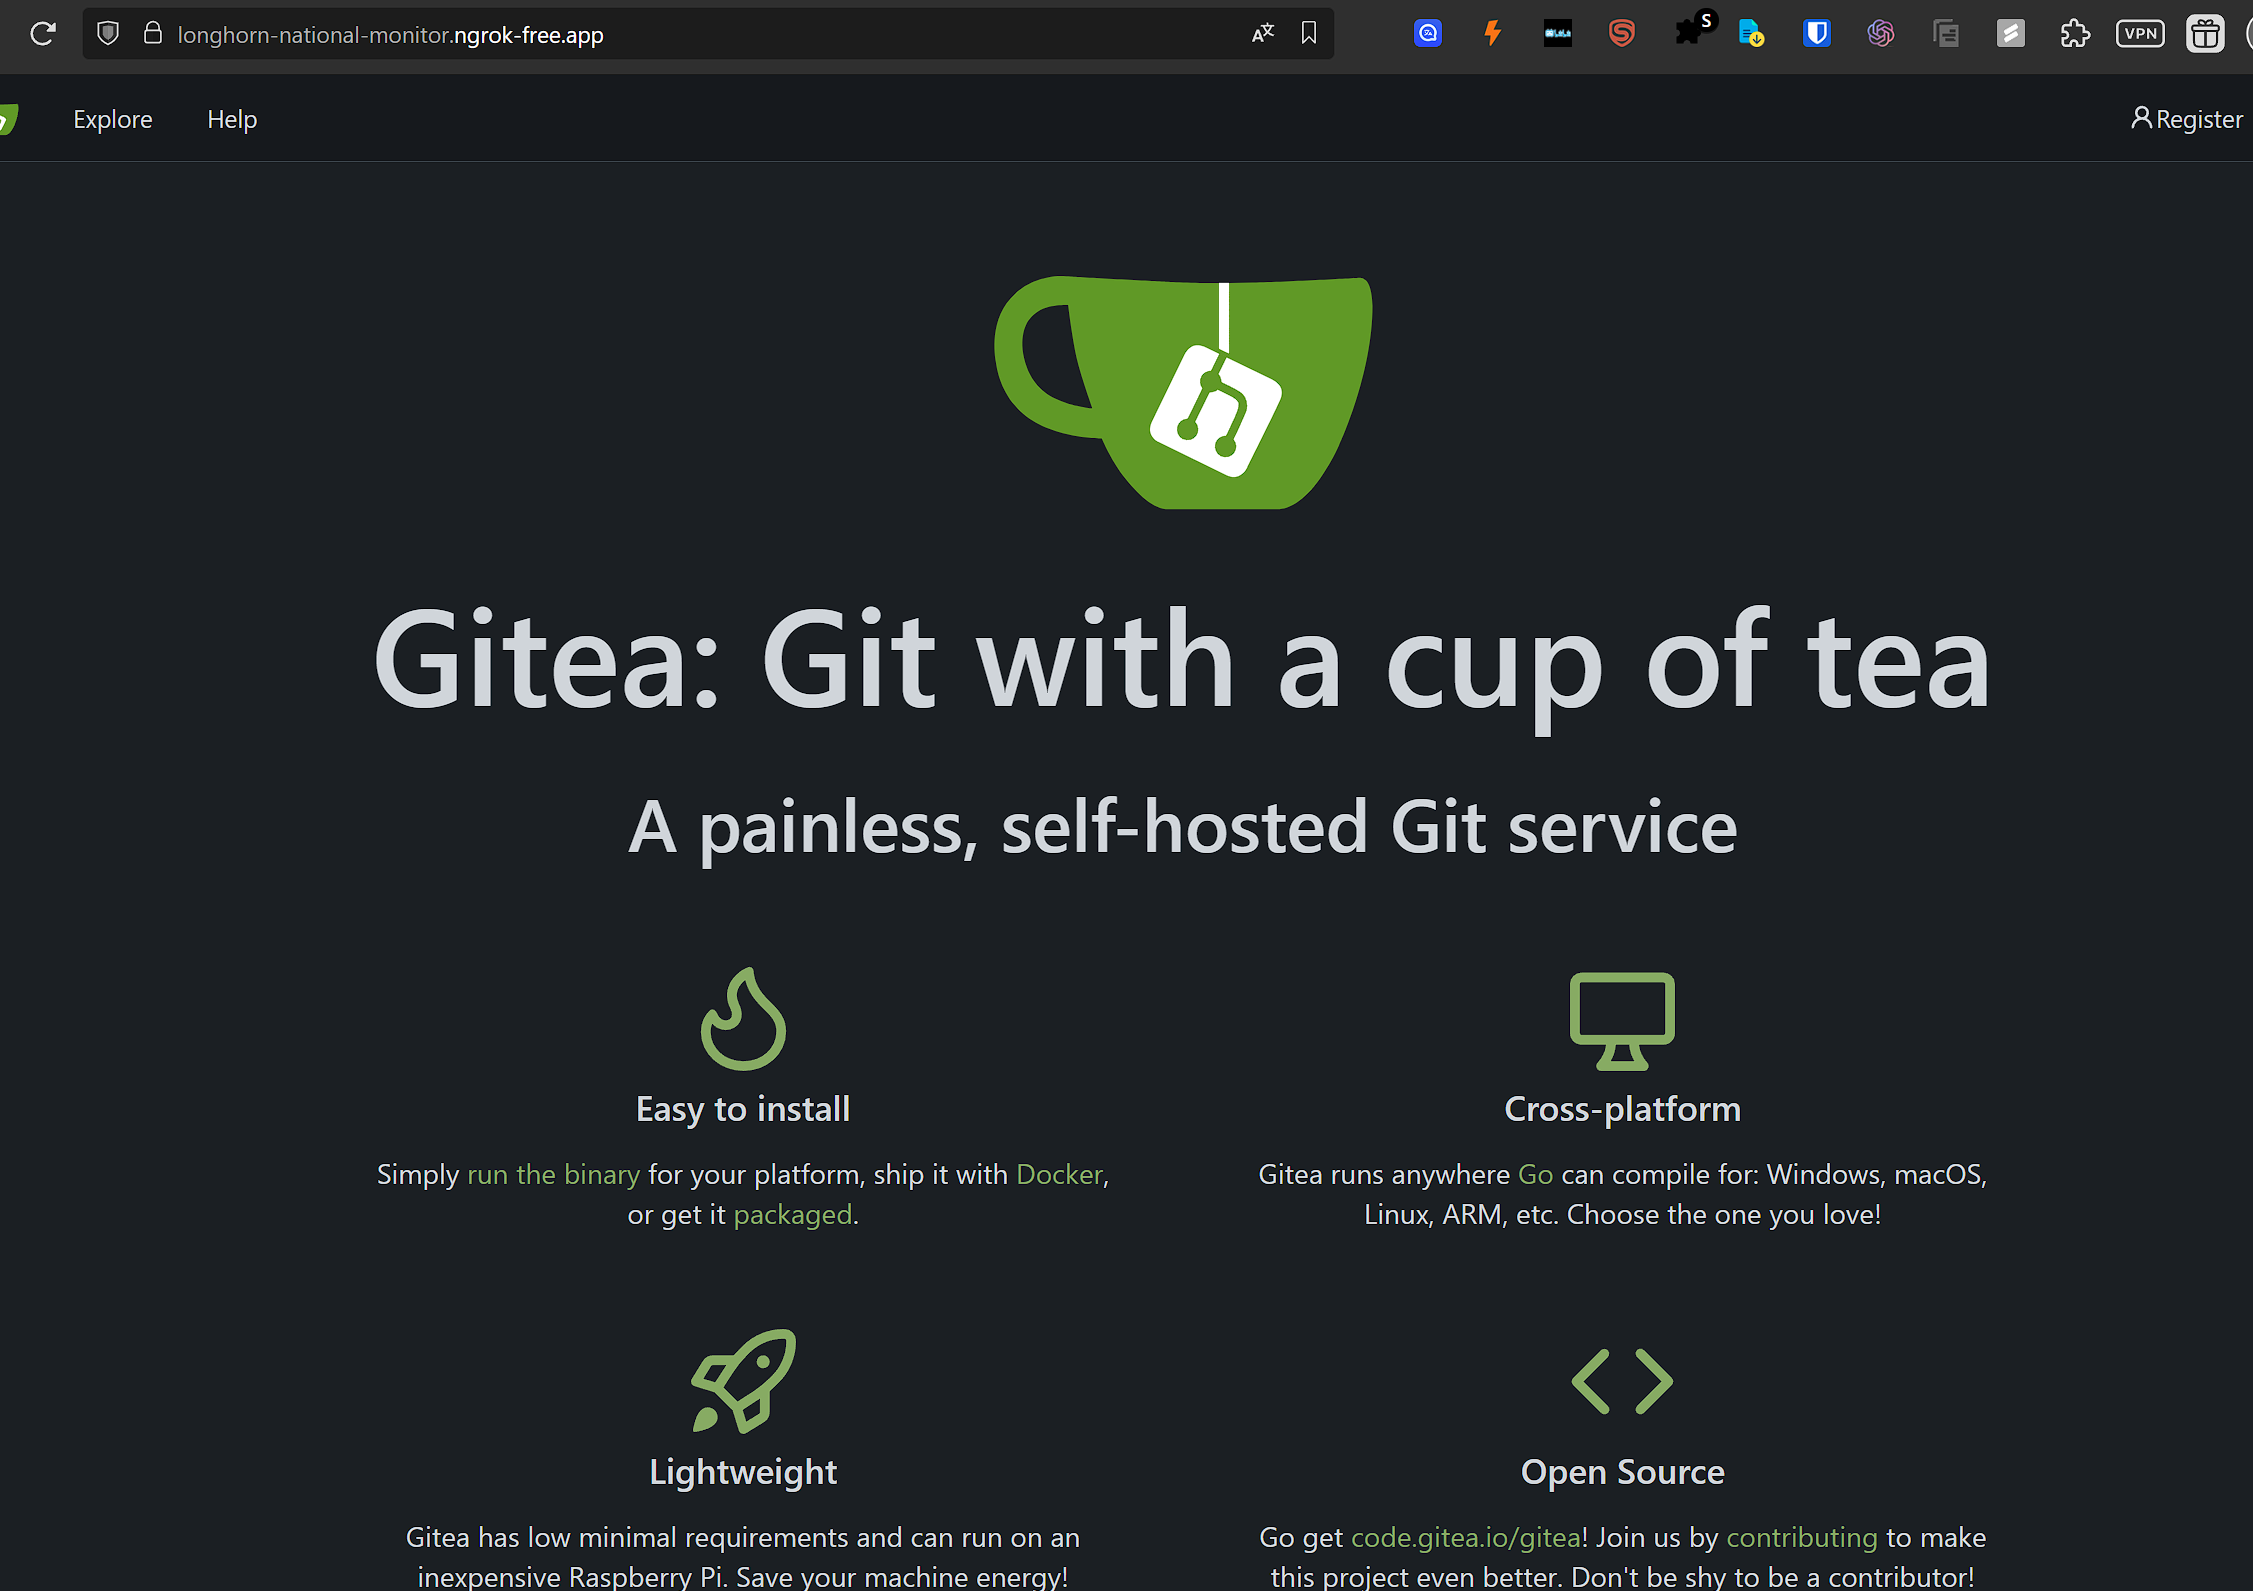 longhorn-national-monitor.ngrok-free.app
S
VPN
Explore
Help
Register
Gitea: Git with a cup of tea
A painless, self-hosted Git service
Easy to install
Simply run the binary for your platform, ship it with Docker,
or get it packaged.
Cross-platform
Gitea runs anywhere Go can compile for: Windows, macOS,
Linux, ARM, etc. Choose the one you love!
Lightweight
Gitea has low minimal requirements and can run on an
inexpensive Raspberry Pi. Save your machine energy!
Open Source
Go get code.gitea.io/gitea! Join us by contributing to make
this project even better. Don't be shy to be a contributor!